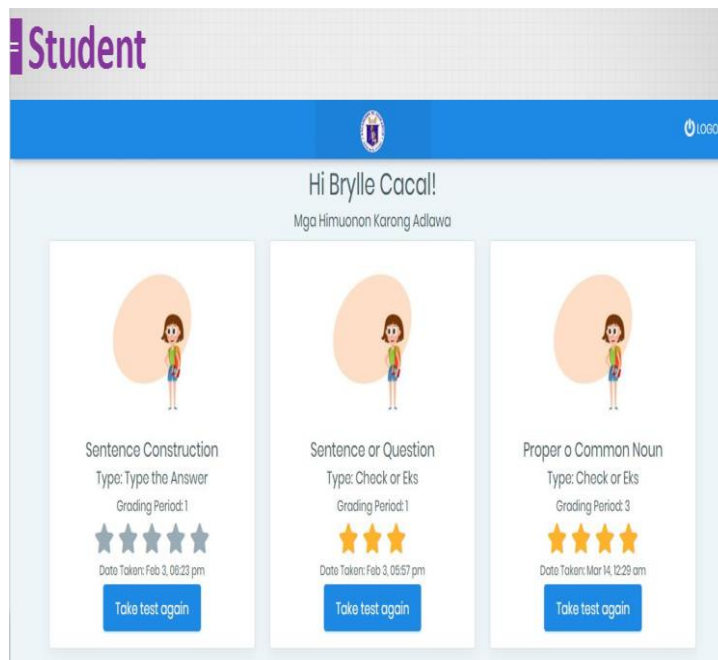 Student
LOGO
Hi Brylle Cacal!
Mga Himuonon Karong Adlawa
Sentence Construction
Type: Type the Answer
Grading Period: 1
Date Taken: Feb 3, 06:23 pm
Take test again
Sentence or Question
Type: Check or Eks
Grading Period: 1
Date Taken: Feb 3, 05:57 pm
Take test again
Proper o Common Noun
Type: Check or Eks
Grading Period: 3
Date Taken: Mar 14, 12:29 am
Take test again